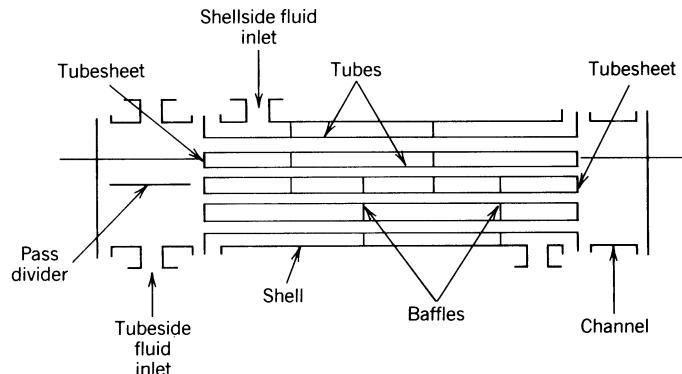 Shellside fluid
inlet
Tubesheet
Tubes
Tubesheet
Pass
divider
Shell
Baffles
Channel
Tubeside
fluid
inlet